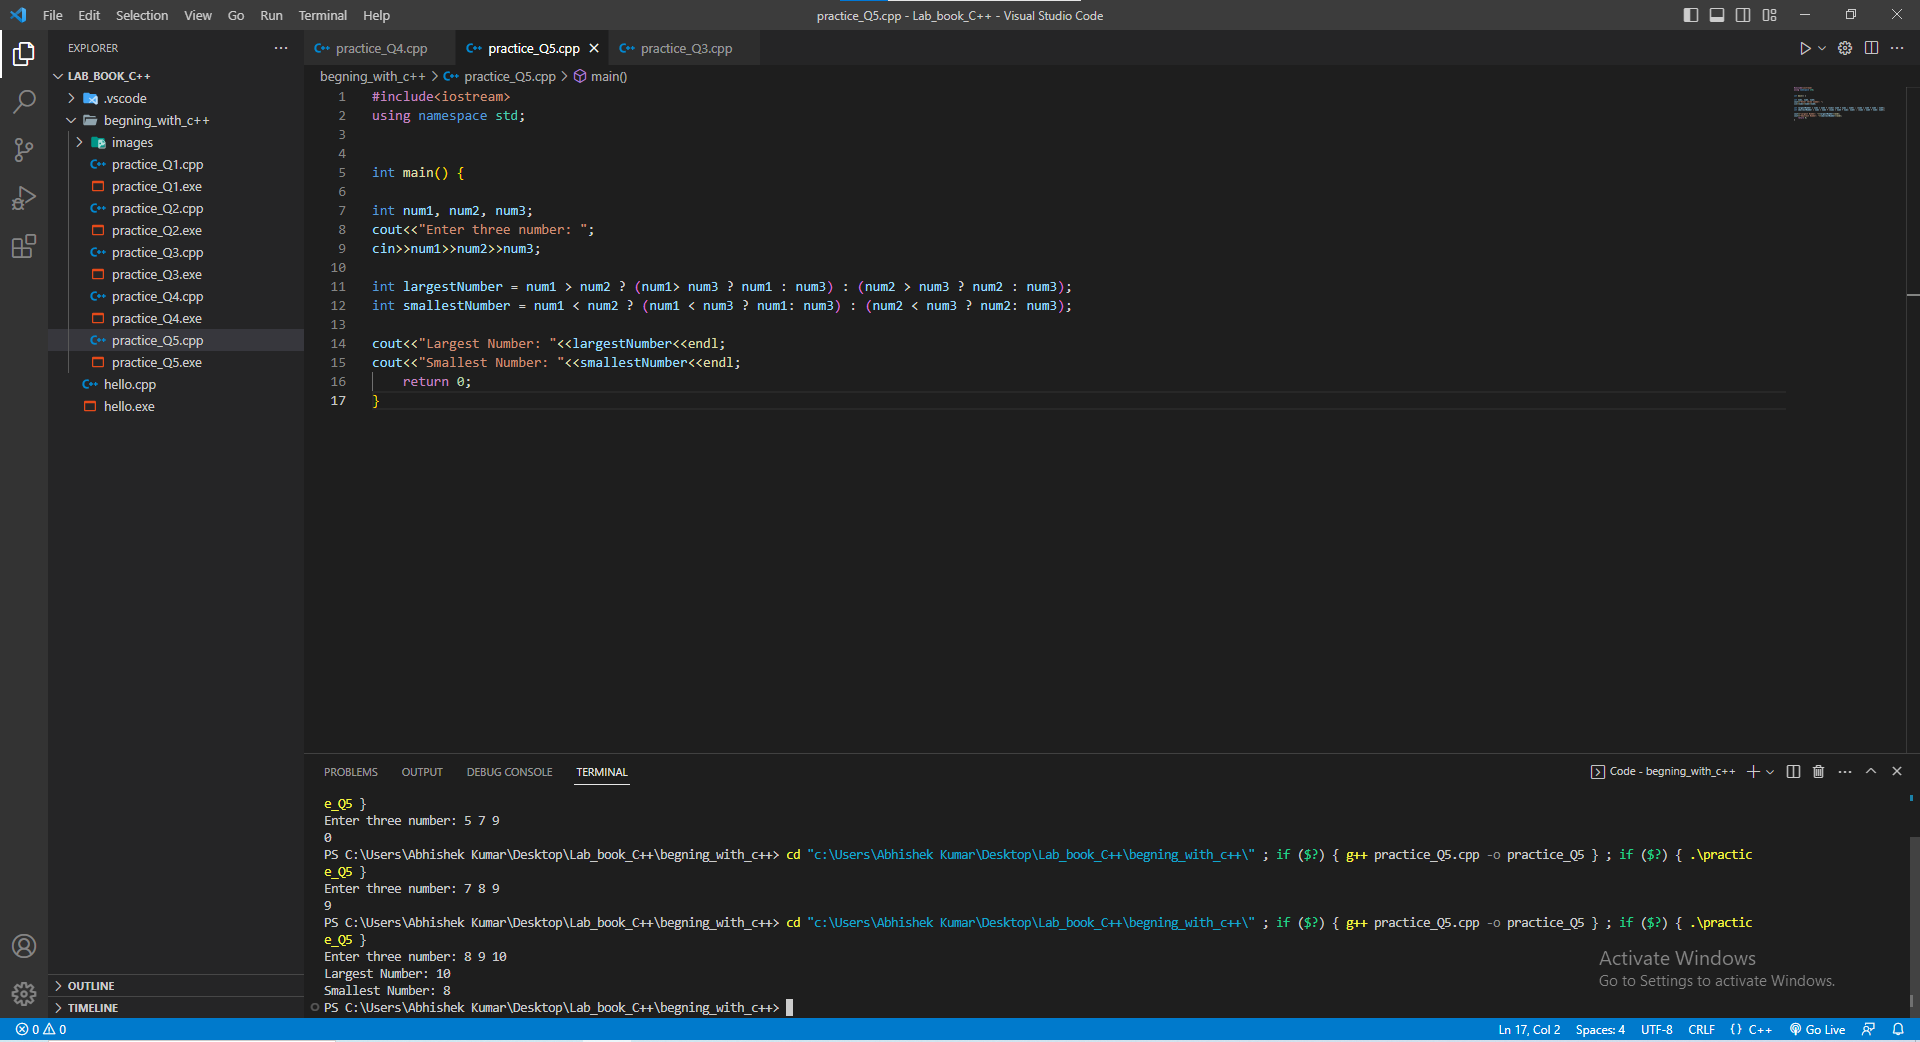 File Edit Selection View Go Run Terminal Help
practice_Q5.cpp - Lab_book_C++ - Visual Studio Code
EXPLORER
LAB_BOOK_C++
.vscode
begning_with_c++
images
practice_Q1.cpp
practice_Q1.exe
practice_Q2.cpp
practice_Q2.exe
practice_Q3.cpp
practice_Q3.exe
practice_Q4.cpp
practice_Q4.exe
practice_Q5.cpp
practice_Q5.exe
hello.cpp
hello.exe
OUTLINE
TIMELINE
practice_Q4.cpp practice_Q5.cpp practice_Q3.cpp
begning_with_c++ > practice_Q5.cpp > main()
1 #include<iostream>
2 using namespace std;
3
4
5 int main() {
6
7 int num1, num2, num3;
8 cout<<"Enter three number: ";
9 cin>>num1>>num2>>num3;
10
11 int largestNumber = num1 > num2 ? (num1> num3 ? num1 : num3) : (num2 > num3 ? num2 : num3);
12 int smallestNumber = num1 < num2 ? (num1 < num3 ? num1: num3) : (num2 < num3 ? num2: num3);
13
14 cout<<"Largest Number: "<<largestNumber<<endl;
15 cout<<"Smallest Number: "<<smallestNumber<<endl;
16 return 0;
17 }
PROBLEMS OUTPUT DEBUG CONSOLE TERMINAL
Code - begning_with_c++
e_Q5 }
Enter three number: 5 7 9
0
PS C:\Users\Abhishek Kumar\Desktop\Lab_book_C++\begning_with_c++> cd "c:\Users\Abhishek Kumar\Desktop\Lab_book_C++\begning_with_c++\" ; if ($?) { g++ practice_Q5.cpp -o practice_Q5 } ; if ($?) { .\practic
e_Q5 }
Enter three number: 7 8 9
9
PS C:\Users\Abhishek Kumar\Desktop\Lab_book_C++\begning_with_c++> cd "c:\Users\Abhishek Kumar\Desktop\Lab_book_C++\begning_with_c++\" ; if ($?) { g++ practice_Q5.cpp -o practice_Q5 } ; if ($?) { .\practic
e_Q5 }
Enter three number: 8 9 10
Largest Number: 10
Smallest Number: 8
PS C:\Users\Abhishek Kumar\Desktop\Lab_book_C++\begning_with_c++>
Activate Windows
Go to Settings to activate Windows.
0 0
Ln 17, Col 2 Spaces: 4 UTF-8 CRLF {} C++ Go Live